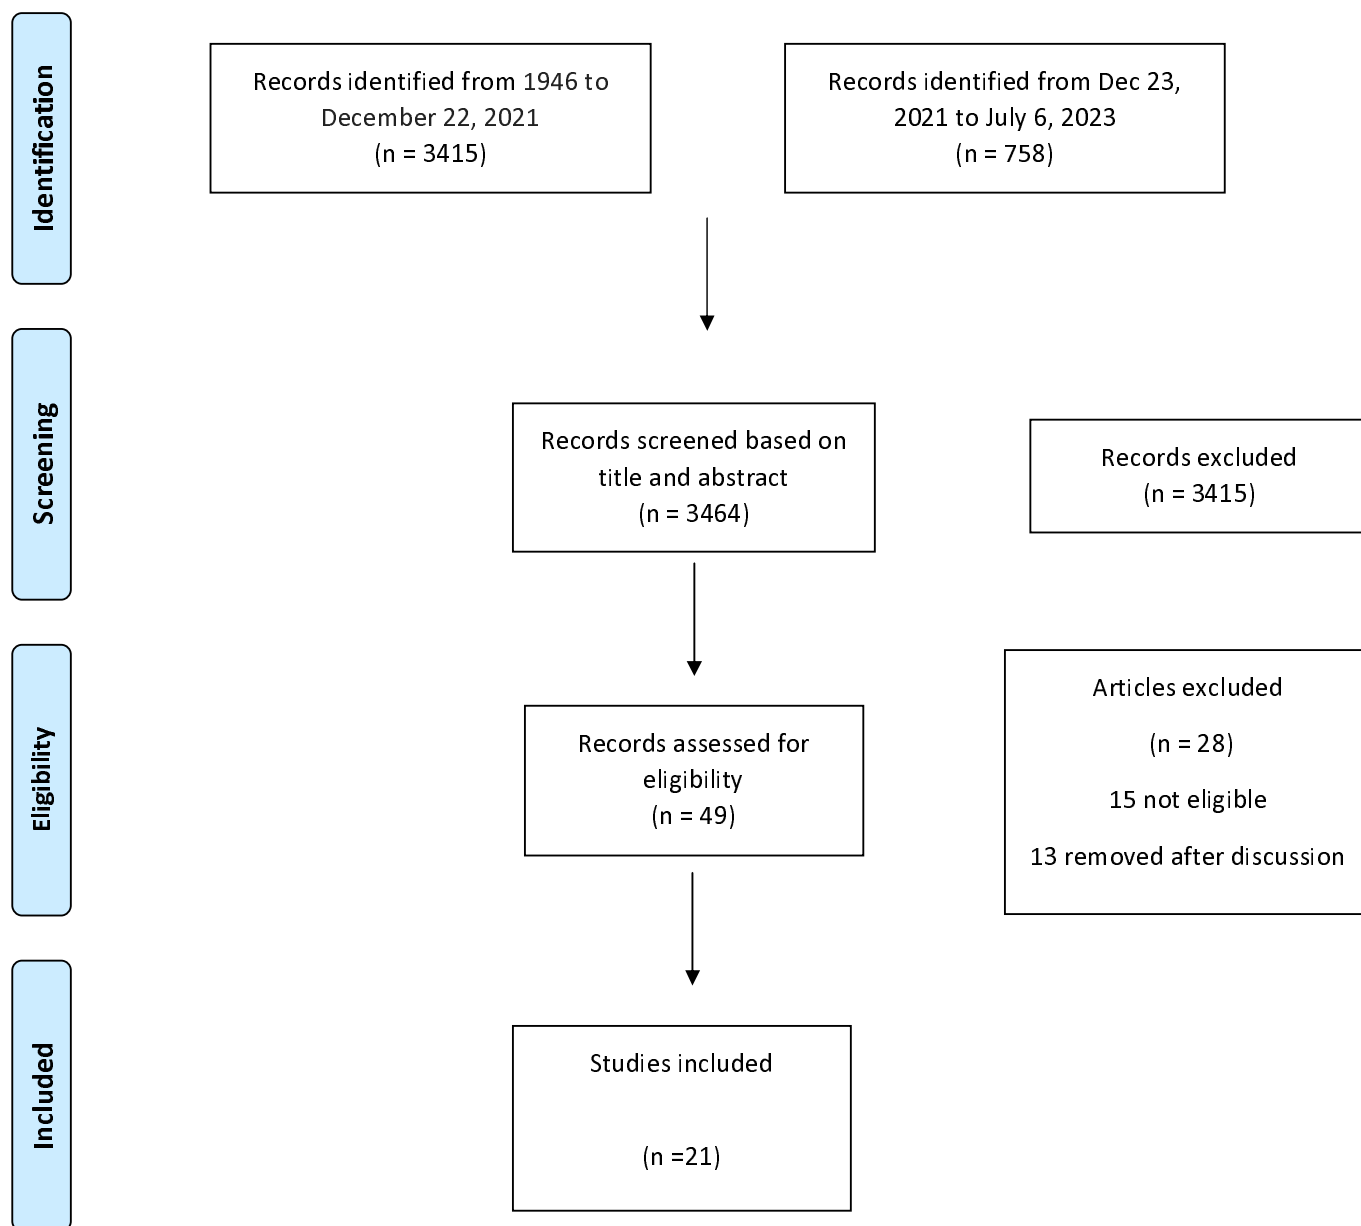 Identification
Records identified from 1946 to
December 22, 2021
(n = 3415)
Records identified from Dec 23,
2021 to July 6, 2023
(n = 758)
Screening
Records screened based on
title and abstract
(n = 3464)
Records excluded
(n = 3415)
Eligibility
Records assessed for
eligibility
(n = 49)
Articles excluded
(n = 28)
15 not eligible
13 removed after discussion
Included
Studies included
(n =21)